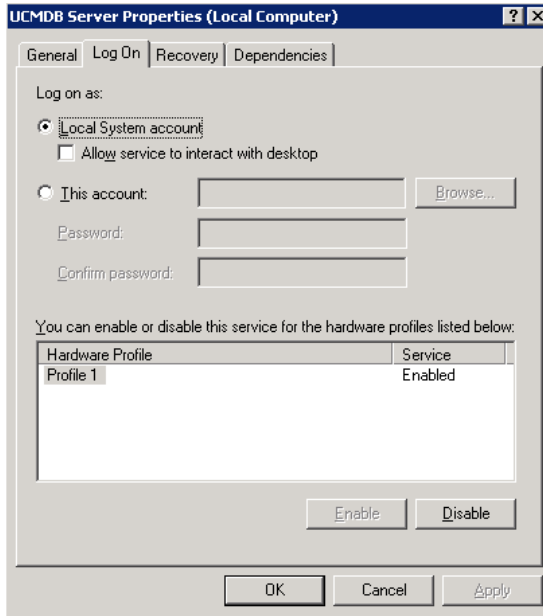 UCMDB Server Properties (Local Computer)
General Log On Recovery Dependencies
Log on as:
Local System account
Allow service to interact with desktop
This account: Browse...
Password:
Confirm password:
You can enable or disable this service for the hardware profiles listed below:
Hardware Profile Service
Profile 1 Enabled
Enable Disable
OK Cancel Apply